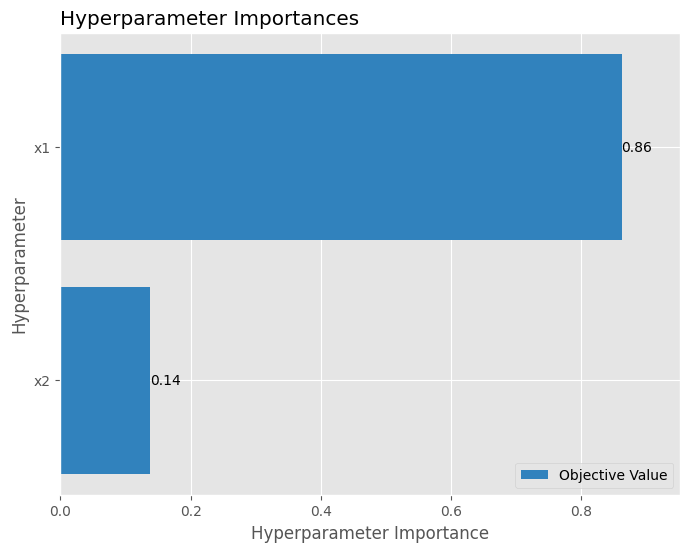 Hyperparameter Importances
x1
0.86
Hyperparameter
x2
0.14
Objective Value
0.0 0.2 0.4 0.6 0.8
Hyperparameter Importance